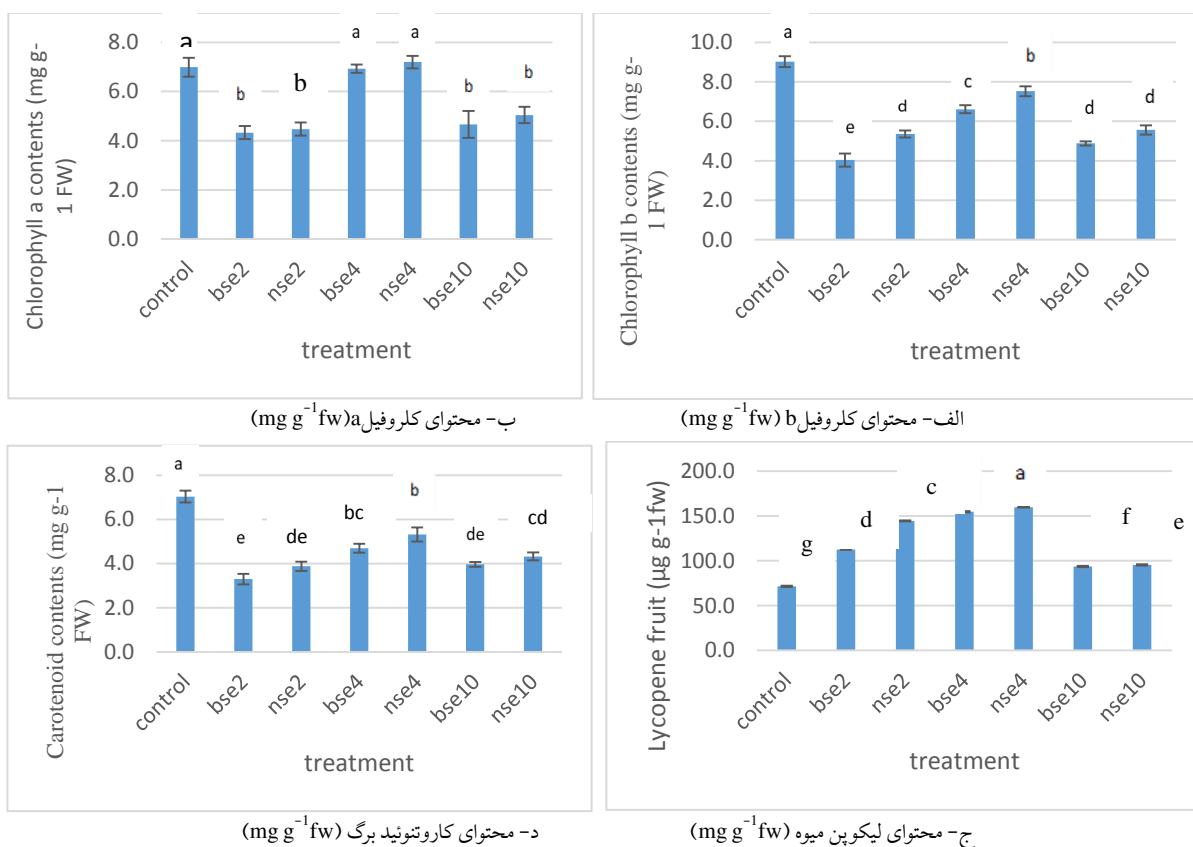 Chlorophyll a contents (mg g-
1 FW)
8.0
6.0
4.0
2.0
0.0
a
b
b
a
a
b
b
control
bse2
nse2
bse4
nse4
bse10
nse10
treatment
ب- محتوای کلروفیلa(mg g⁻¹fw)
Chlorophyll b contents (mg g-
1 FW)
10.0
8.0
6.0
4.0
2.0
0.0
a
e
d
c
b
d
d
control
bse2
nse2
bse4
nse4
bse10
nse10
treatment
الف- محتوای کلروفیلb (mg g⁻¹fw)
Carotenoid contents (mg g-1
FW)
8.0
6.0
4.0
2.0
0.0
a
e
de
bc
b
de
cd
control
bse2
nse2
bse4
nse4
bse10
nse10
treatment
د- محتوای کاروتنوئید برگ (mg g⁻¹fw)
Lycopene fruit (µg g-1fw)
200.0
150.0
100.0
50.0
0.0
g
d
c
a
f
e
control
bse2
nse2
bse4
nse4
bse10
nse10
treatment
ج- محتوای لیکوپن میوه (mg g⁻¹fw)